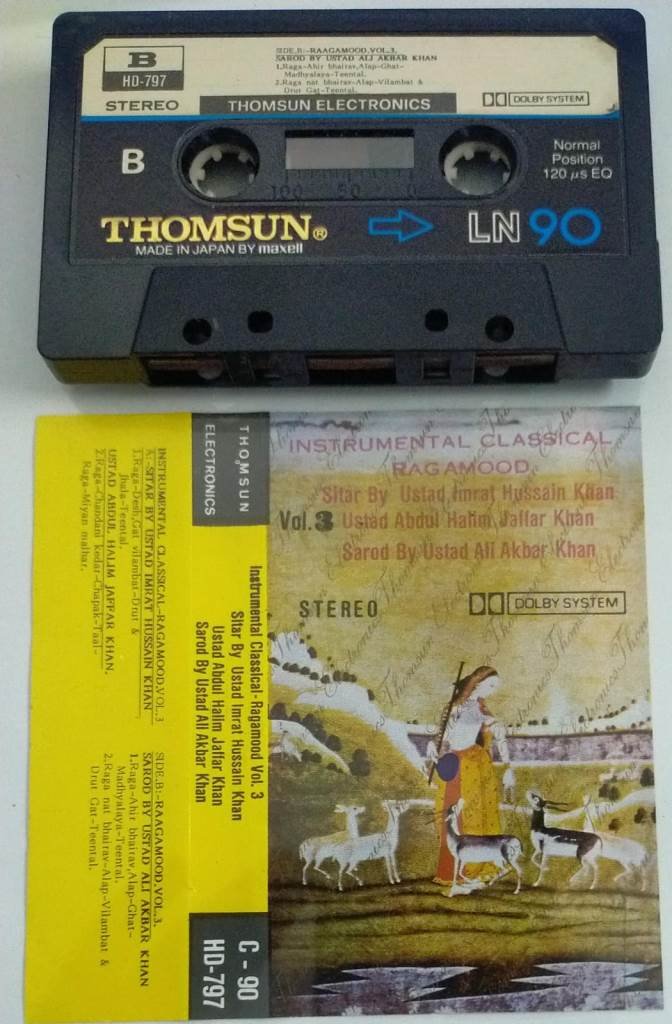 B
HD-797
STEREO
SIDE.B:-RAAGAMOOD.VOL.3.
SAROD BY USTAD ALI AKBAR KHAN
1.Raga-Ahir bhairav,Alap-Ghat-
Madhyalaya-Teental.
2.Raga nat bhairav-Alap-Vilambat &
Drut Gat-Teental.
THOMSUN ELECTRONICS
DOLBY SYSTEM
B
100 50 0
Normal
Position
120 µs EQ
THOMSUN®
MADE IN JAPAN BY maxell
LN 90
INSTRUMENTAL CLASSICAL
RAGAMOOD
Sitar By Ustad Imrat Hussain Khan
Vol. 3 Ustad Abdul Halim Jaffar Khan
Sarod By Ustad Ali Akbar Khan
STEREO
DOLBY SYSTEM
THOMSUN
ELECTRONICS
Instrumental Classical-Ragamood Vol. 3
Sitar By Ustad Imrat Hussain Khan
Ustad Abdul Halim Jaffar Khan
Sarod By Ustad Ali Akbar Khan
C-90
HD-797
INSTRUMENTAL CLASSICAL-RAGAMOOD,VOL.3
A:-SITAR BY USTAD IMRAT HUSSAIN KHAN
1.Raga-Desh,Gat vilambat-Drut &
Jhala-Teental.
USTAD ABDUL HALIM JAFFAR KHAN.
2.Raga-Chandani kedar-Chapak-Taal-
Raga-Miyan malhar.
SIDE.B:-RAAGAMOOD,VOL.3.
SAROD BY USTAD ALI AKBAR KHAN
1.Raga-Ahir bhairav,Alap-Ghat-
Madhyalaya-Teental.
2.Raga nat bhairav-Alap-Vilambat &
Drut Gat-Teental.